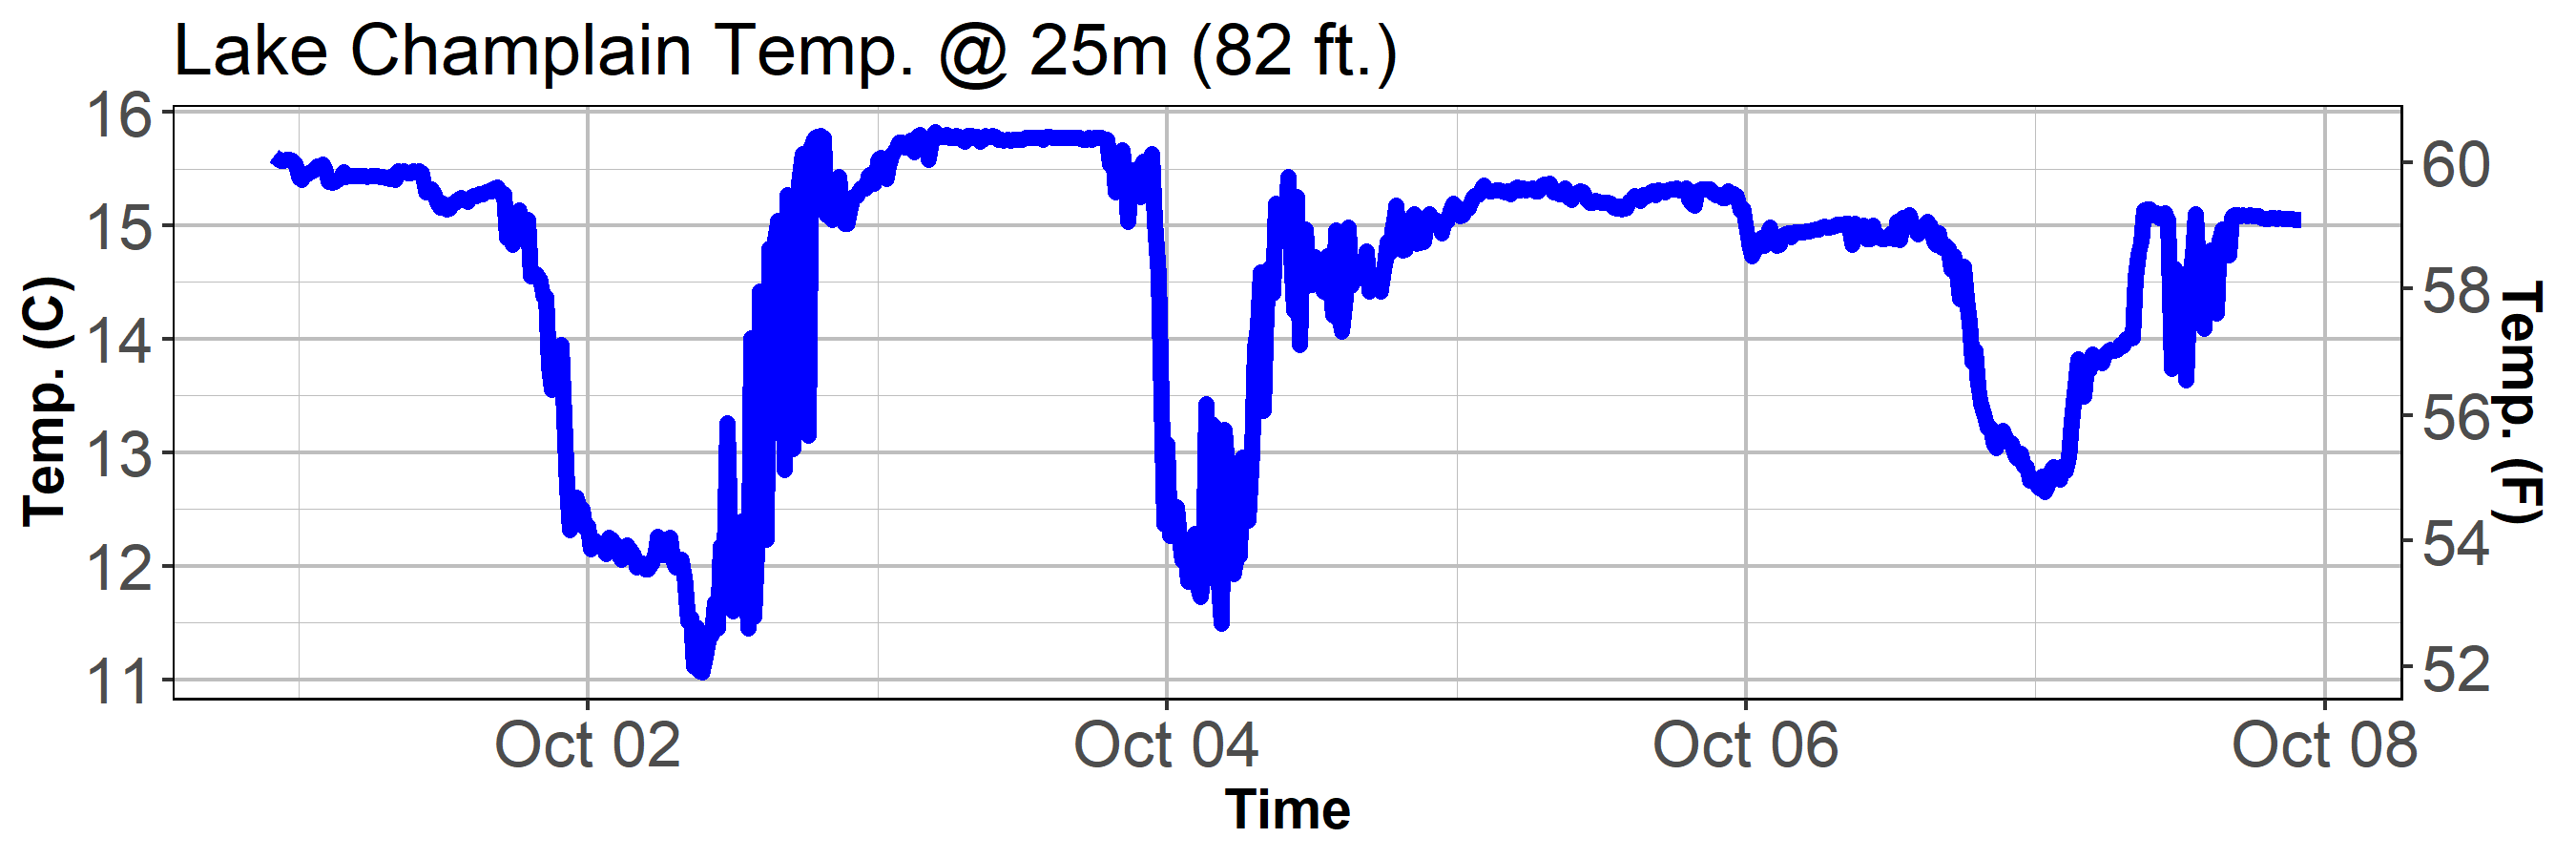 Lake Champlain Temp. @ 25m (82 ft.)
Temp. (C)
16
15
14
13
12
11
60
58
56
54
52
Temp. (F)
Oct 02 Oct 04 Oct 06 Oct 08
Time